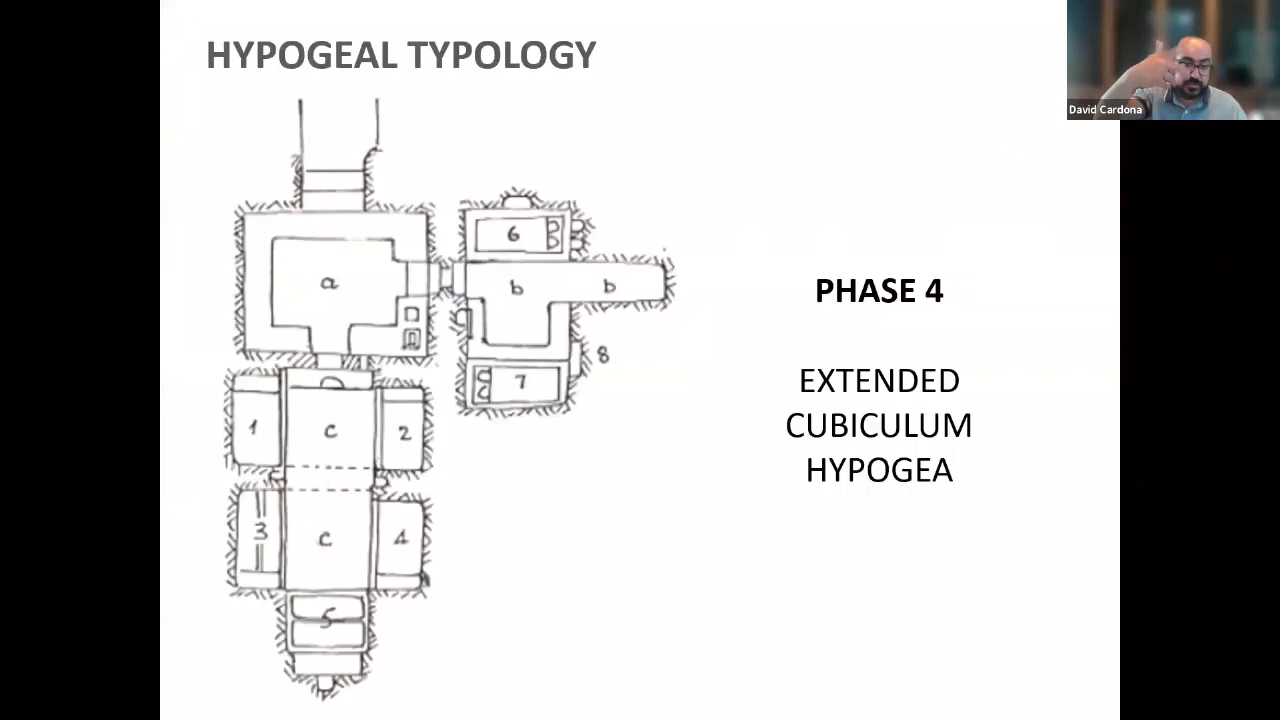 HYPOGEAL TYPOLOGY
David Cardona
6
a
b
b
8
7
1
C
2
3
C
4
5
PHASE 4
EXTENDED
CUBICULUM
HYPOGEA